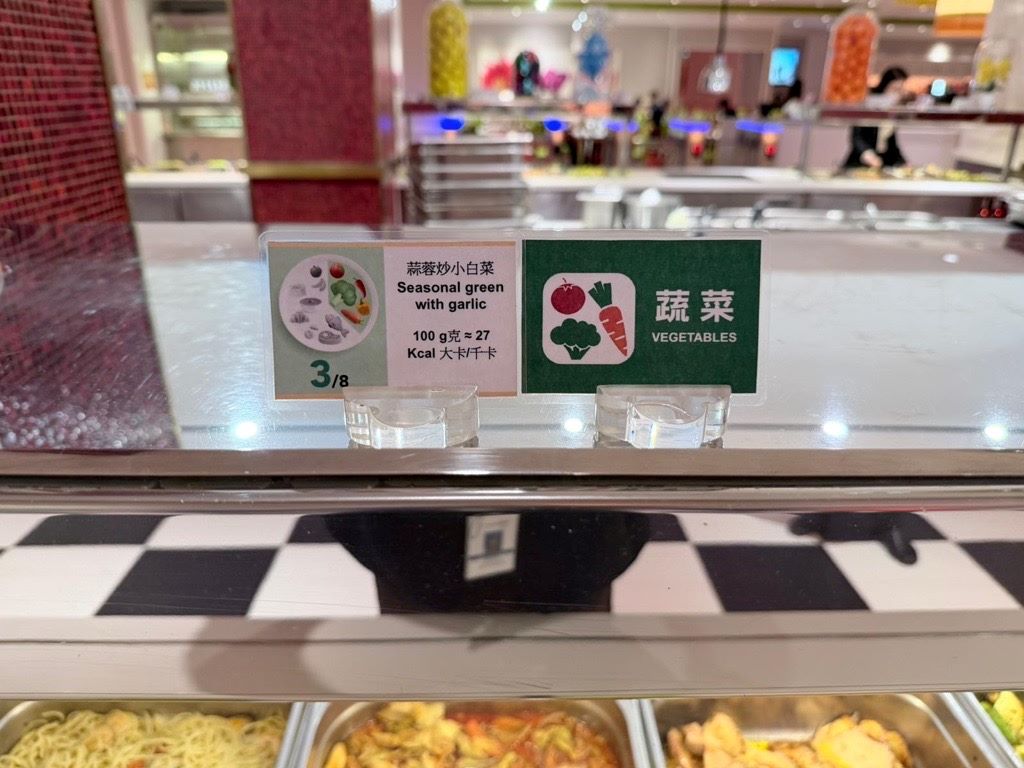 蒜蓉炒小白菜
Seasonal green
with garlic
100 g克 ≈ 27
Kcal 大卡/千卡
3/8
蔬菜
VEGETABLES